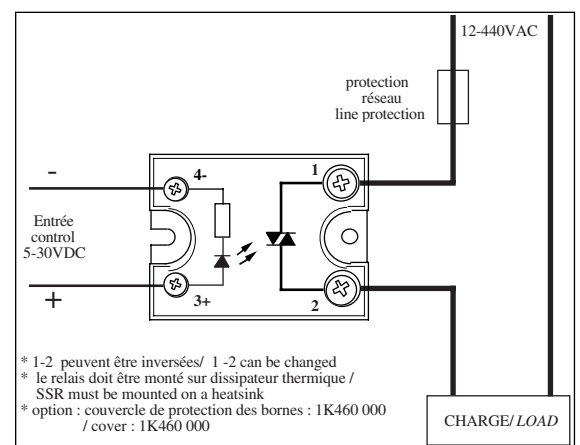 12-440VAC
protection
réseau
line protection
-
4-
1
Entrée
control
5-30VDC
+
3+
2
* 1-2 peuvent être inversées/ 1 -2 can be changed
* le relais doit être monté sur dissipateur thermique /
SSR must be mounted on a heatsink
* option : couvercle de protection des bornes : 1K460 000
/ cover : 1K460 000
CHARGE/ LOAD